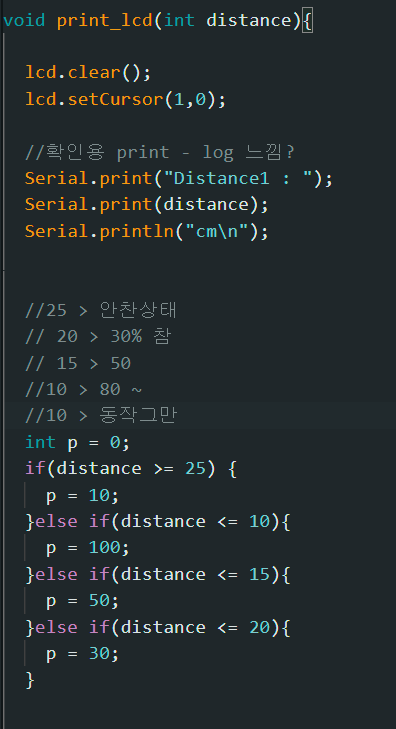 void print_lcd(int distance){
lcd.clear();
lcd.setCursor(1,0);
//확인용 print - log 느낌?
Serial.print("Distance1 : ");
Serial.print(distance);
Serial.println("cm\n");
//25 > 안찬상태
// 20 > 30% 참
// 15 > 50
//10 > 80 ~
//10 > 동작그만
int p = 0;
if(distance >= 25) {
p = 10;
}else if(distance <= 10){
p = 100;
}else if(distance <= 15){
p = 50;
}else if(distance <= 20){
p = 30;
}